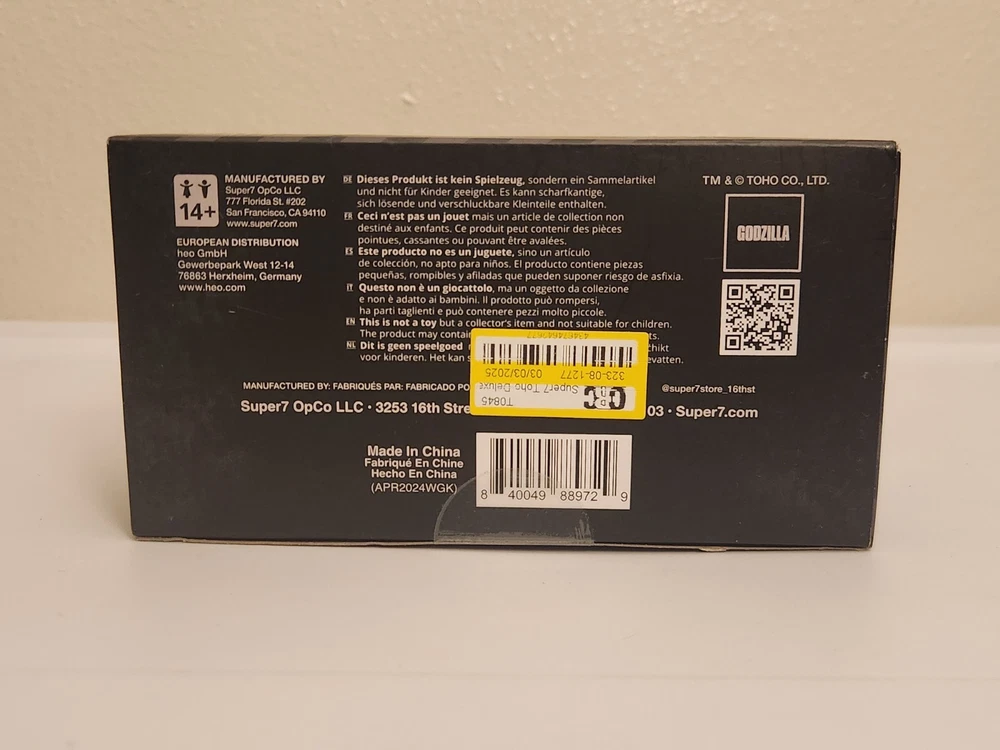 14+
MANUFACTURED BY
Super7 OpCo LLC
777 Florida St. #202
San Francisco, CA 94110
www.super7.com
EUROPEAN DISTRIBUTION
heo GmbH
Gewerbepark West 12-14
76863 Herxheim, Germany
www.heo.com
DE Dieses Produkt ist kein Spielzeug, sondern ein Sammelartikel
und nicht für Kinder geeignet. Es kann scharfkantige,
sich lösende und verschluckbare Kleinteile enthalten.
FR Ceci n'est pas un jouet mais un article de collection non
destiné aux enfants. Ce produit peut contenir des pièces
pointues, cassantes ou pouvant être avalées.
ES Este producto no es un juguete, sino un artículo
de colección, no apto para niños. El producto contiene piezas
pequeñas, rompibles y afiladas que pueden suponer riesgo de asfixia.
IT Questo non è un giocattolo, ma un oggetto da collezione
e non è adatto ai bambini. Il prodotto può rompersi,
ha parti taglienti e può contenere pezzi molto piccole.
EN This is not a toy but a collector's item and not suitable for children.
The product may contain ts.
NL Dit is geen speelgoed chikt
voor kinderen. Het kan s evatten.
TM & © TOHO CO., LTD.
GODZILLA
MANUFACTURED BY: FABRIQUÉS PAR: FABRICADO PO
@super7store_16thst
Super7 OpCo LLC • 3253 16th Stre 03 • Super7.com
T0845
Super7 Toho Deluxe
323-08-1277 03/03/2025
Made In China
Fabriqué En Chine
Hecho En China
(APR2024WGK)
8 40049 88972 9